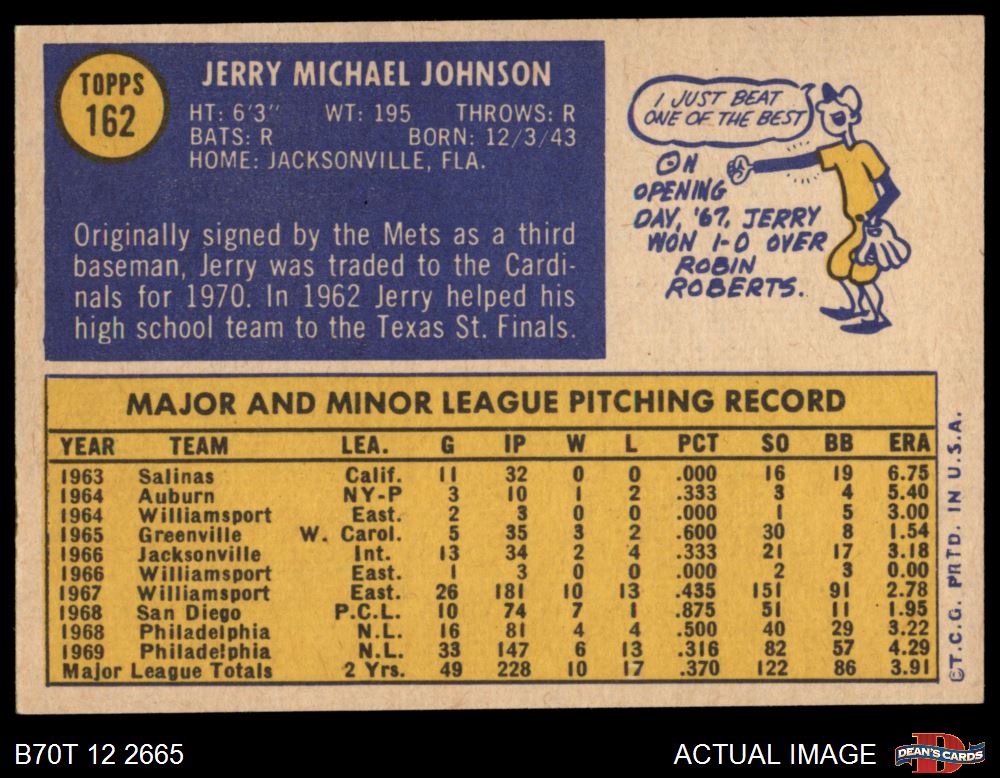 TOPPS
162
JERRY MICHAEL JOHNSON
HT: 6'3" WT: 195 THROWS: R
BATS: R BORN: 12/3/43
HOME: JACKSONVILLE, FLA.
Originally signed by the Mets as a third
baseman, Jerry was traded to the Cardi-
nals for 1970. In 1962 Jerry helped his
high school team to the Texas St. Finals.
I JUST BEAT
ONE OF THE BEST
ON
OPENING
DAY, '67, JERRY
WON 1-0 OVER
ROBIN
ROBERTS.
MAJOR AND MINOR LEAGUE PITCHING RECORD
YEAR TEAM LEA. G IP W L PCT SO BB ERA
1963 Salinas Calif. 11 32 0 0 .000 16 19 6.75
1964 Auburn NY-P 3 10 1 2 .333 3 4 5.40
1964 Williamsport East. 2 3 0 0 .000 1 5 3.00
1965 Greenville W. Carol. 5 35 3 2 .600 30 8 1.54
1966 Jacksonville Int. 13 34 2 4 .333 21 17 3.18
1966 Williamsport East. 1 3 0 0 .000 2 3 0.00
1967 Williamsport East. 26 181 10 13 .435 151 91 2.78
1968 San Diego P.C.L. 10 74 7 1 .875 51 11 1.95
1968 Philadelphia N.L. 16 81 4 4 .500 40 29 3.22
1969 Philadelphia N.L. 33 147 6 13 .316 82 57 4.29
Major League Totals 2 Yrs. 49 228 10 17 .370 122 86 3.91
©T.C.G. PRTD. IN U.S.A.
B70T 12 2665
ACTUAL IMAGE
D
DEAN'S CARDS